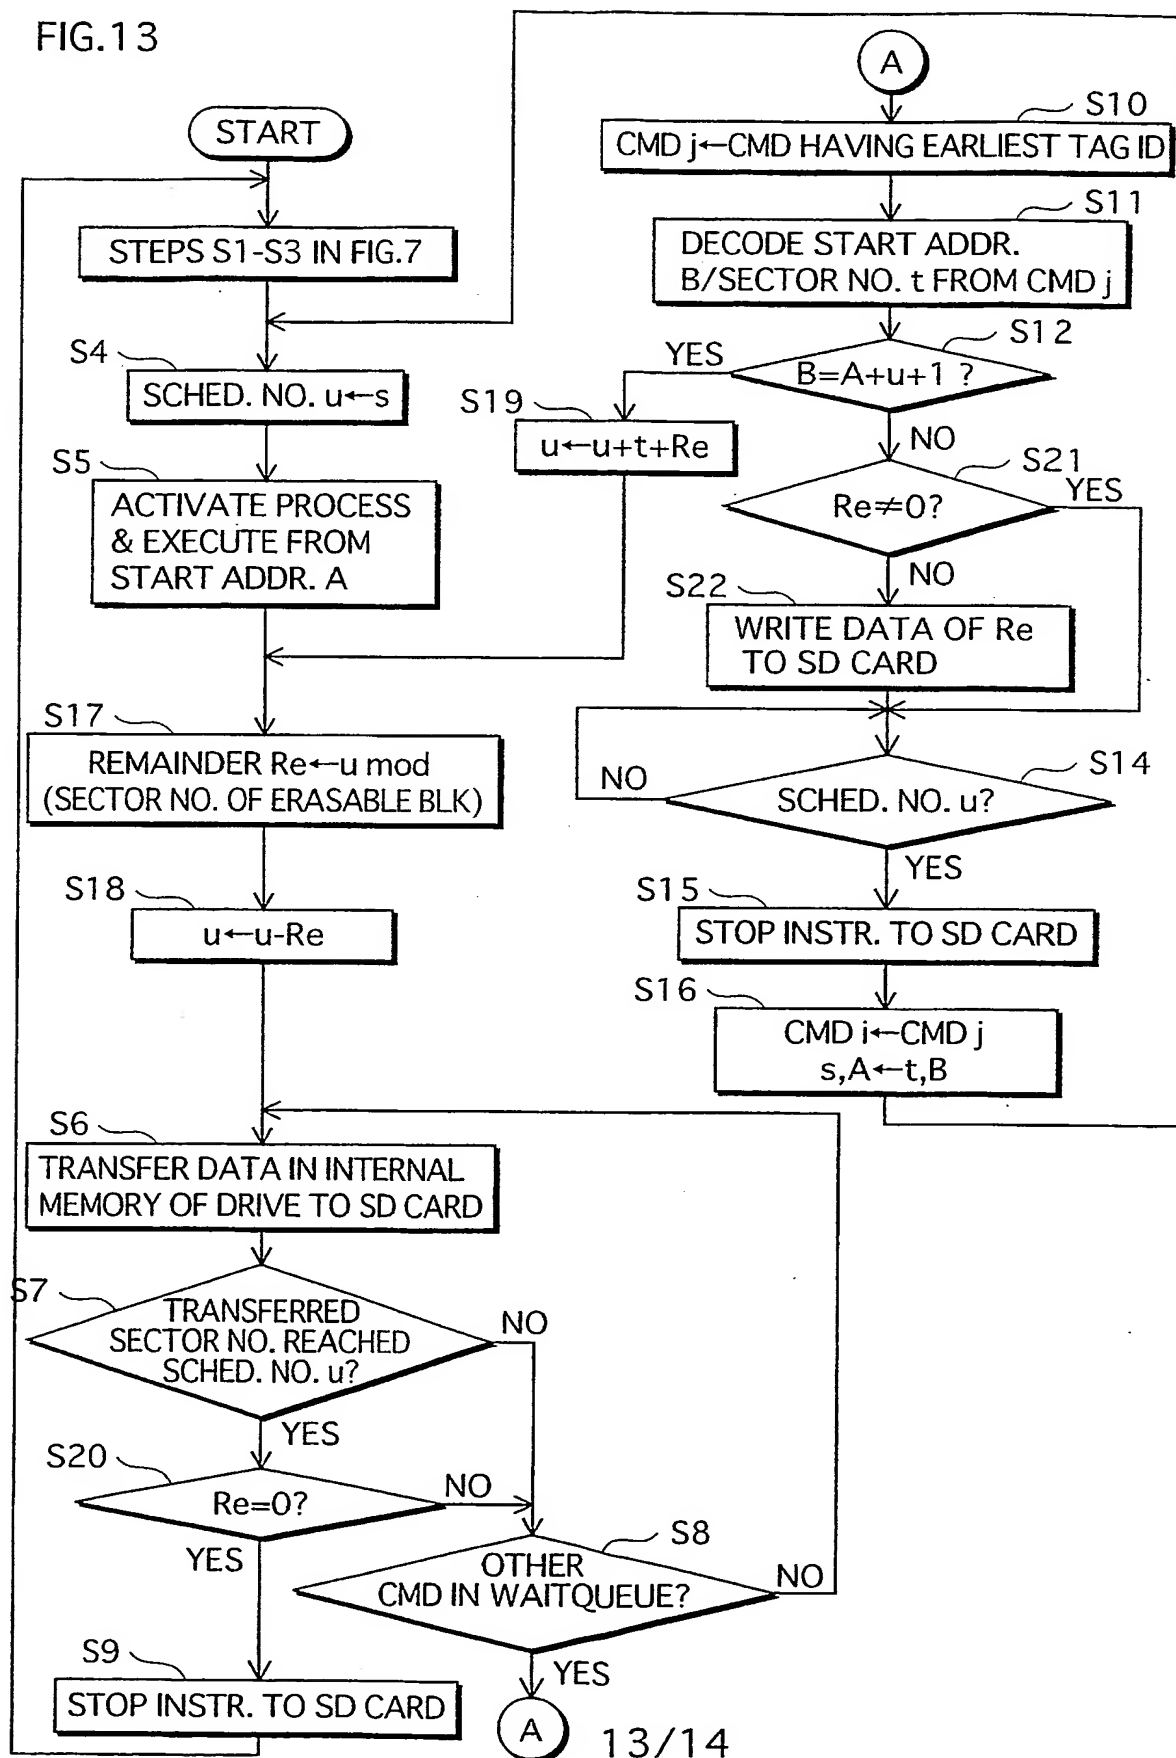 FIG.13
START
STEPS S1-S3 IN FIG.7
S4
SCHED. NO. u←s
S5
ACTIVATE PROCESS
& EXECUTE FROM
START ADDR. A
S17
REMAINDER Re←u mod
(SECTOR NO. OF ERASABLE BLK)
S18
u←u-Re
S6
TRANSFER DATA IN INTERNAL
MEMORY OF DRIVE TO SD CARD
S7
TRANSFERRED
SECTOR NO. REACHED
SCHED. NO. u?
NO
YES
S20
Re=0?
NO
YES
S8
OTHER
CMD IN WAITQUEUE?
NO
YES
A
S9
STOP INSTR. TO SD CARD
A
S10
CMD j←CMD HAVING EARLIEST TAG ID
S11
DECODE START ADDR.
B/SECTOR NO. t FROM CMD j
S12
B=A+u+1 ?
YES
NO
S19
u←u+t+Re
S21
Re≠0?
YES
NO
S22
WRITE DATA OF Re
TO SD CARD
S14
SCHED. NO. u?
NO
YES
S15
STOP INSTR. TO SD CARD
S16
CMD i←CMD j
s,A←t,B
13/14